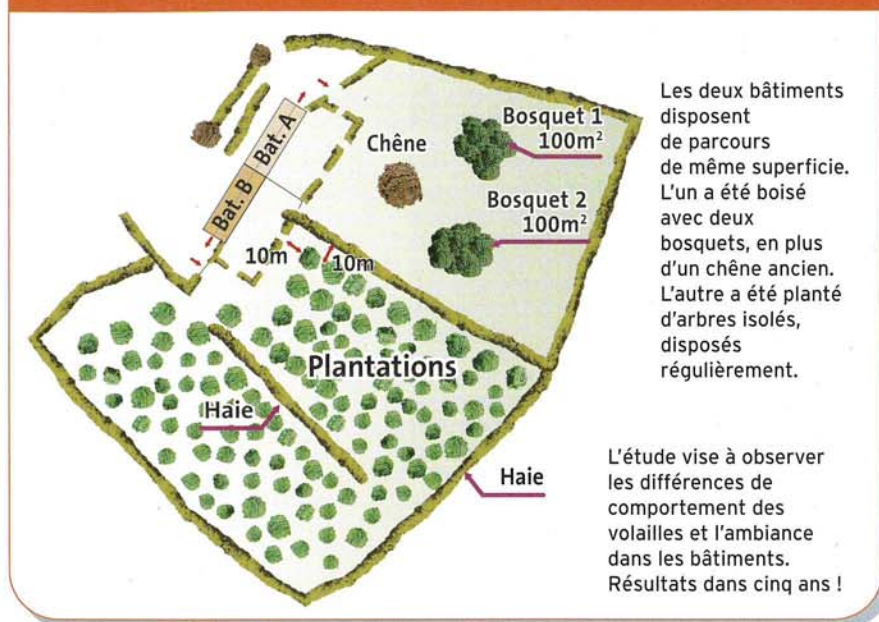 Bat. A
Bat. B
Chêne
Bosquet 1
100m²
Bosquet 2
100m²
10m
10m
Plantations
Haie
Haie
Les deux bâtiments
disposent
de parcours
de même superficie.
L'un a été boisé
avec deux
bosquets, en plus
d'un chêne ancien.
L'autre a été planté
d'arbres isolés,
disposés
régulièrement.
L'étude vise à observer
les différences de
comportement des
volailles et l'ambiance
dans les bâtiments.
Résultats dans cinq ans !